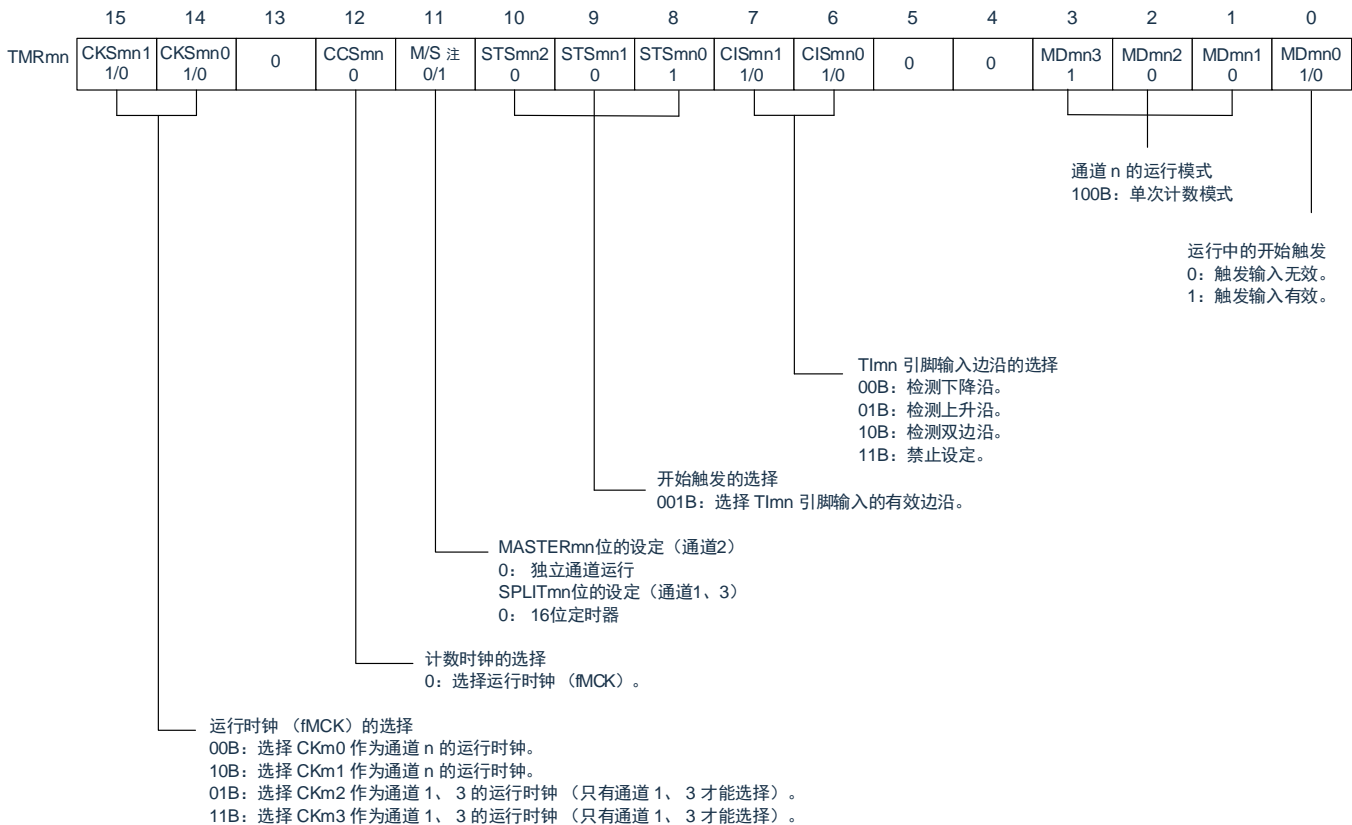 15 14 13 12 11 10 9 8 7 6 5 4 3 2 1 0
TMRmn CKSmn1 CKSmn0 0 CCSmn M/S 注 STSmn2 STSmn1 STSmn0 CISmn1 CISmn0 0 0 MDmn3 MDmn2 MDmn1 MDmn0
1/0 1/0 0 0/1 0 0 1 1/0 1/0 1 0 0 1/0
通道 n 的运行模式
100B：单次计数模式
运行中的开始触发
0：触发输入无效。
1：触发输入有效。
TImn 引脚输入边沿的选择
00B：检测下降沿。
01B：检测上升沿。
10B：检测双边沿。
11B：禁止设定。
开始触发的选择
001B：选择 TImn 引脚输入的有效边沿。
MASTERmn位的设定（通道2）
0： 独立通道运行
SPLITmn位的设定（通道1、3）
0： 16位定时器
计数时钟的选择
0：选择运行时钟 （fMCK）。
运行时钟 （fMCK）的选择
00B：选择 CKm0 作为通道 n 的运行时钟。
10B：选择 CKm1 作为通道 n 的运行时钟。
01B：选择 CKm2 作为通道 1、 3 的运行时钟 （只有通道 1、 3 才能选择）。
11B：选择 CKm3 作为通道 1、 3 的运行时钟 （只有通道 1、 3 才能选择）。